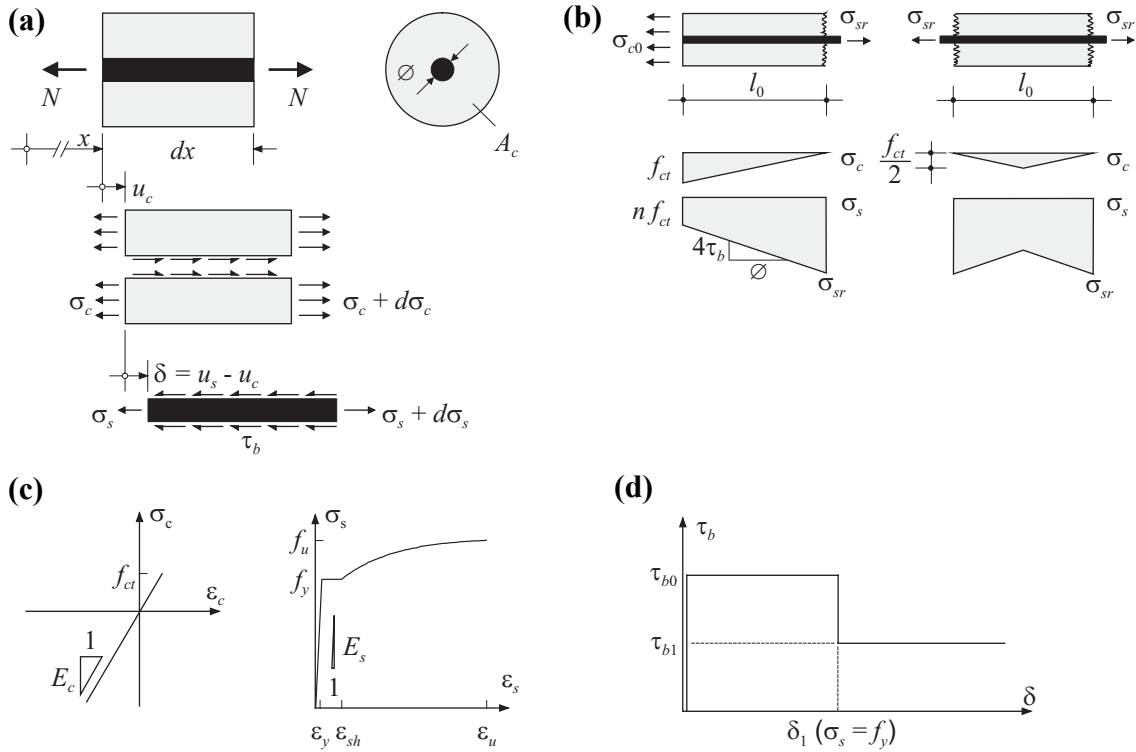 (a)
N
N
∅
A_c
x
dx
u_c
σ_c
σ_c + dσ_c
δ = u_s - u_c
σ_s
σ_s + dσ_s
τ_b
(b)
σ_c0
σ_sr
l_0
f_ct
σ_c
n f_ct
σ_s
4τ_b
∅
σ_sr
σ_sr
σ_sr
l_0
f_ct
2
σ_c
σ_s
σ_sr
(c)
σ_c
f_ct
ε_c
1
E_c
σ_s
f_u
f_y
E_s
1
ε_s
ε_y
ε_sh
ε_u
(d)
τ_b
τ_b0
τ_b1
δ
δ_1 (σ_s = f_y)